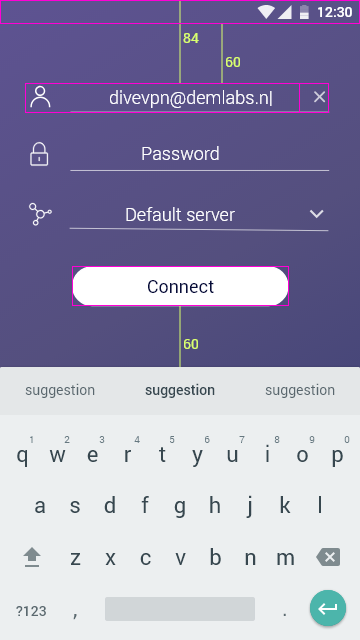 12:30
84
60
divevpn@demlabs.n
Password
Default server
Connect
60
suggestion suggestion suggestion
1 2 3 4 5 6 7 8 9 0
q w e r t y u i o p
a s d f g h j k l
z x c v b n m
?123 , .